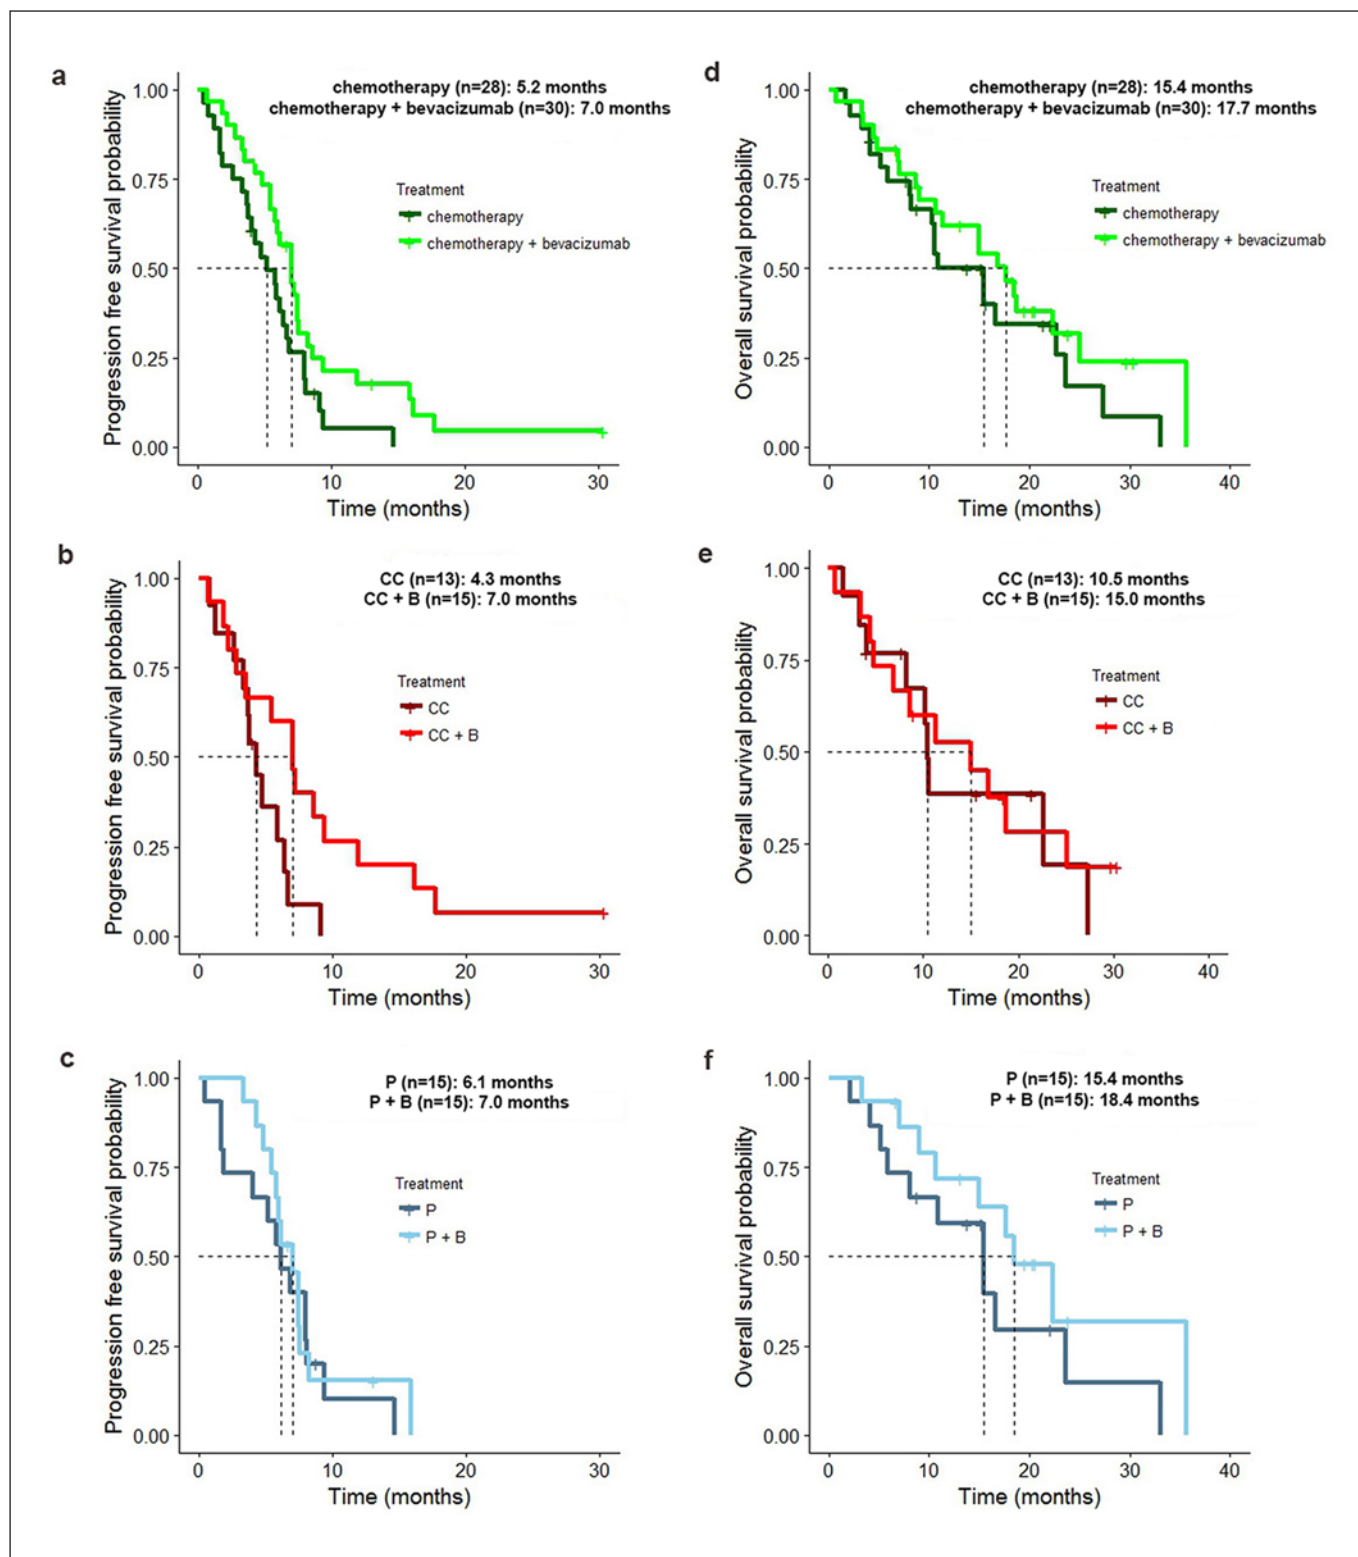 a
chemotherapy (n=28): 5.2 months
chemotherapy + bevacizumab (n=30): 7.0 months
Progression free survival probability
1.00
0.75
0.50
0.25
0.00
Treatment
chemotherapy
chemotherapy + bevacizumab
0 10 20 30
Time (months)
d
chemotherapy (n=28): 15.4 months
chemotherapy + bevacizumab (n=30): 17.7 months
Overall survival probability
1.00
0.75
0.50
0.25
0.00
Treatment
chemotherapy
chemotherapy + bevacizumab
0 10 20 30 40
Time (months)
b
CC (n=13): 4.3 months
CC + B (n=15): 7.0 months
Progression free survival probability
1.00
0.75
0.50
0.25
0.00
Treatment
CC
CC + B
0 10 20 30
Time (months)
e
CC (n=13): 10.5 months
CC + B (n=15): 15.0 months
Overall survival probability
1.00
0.75
0.50
0.25
0.00
Treatment
CC
CC + B
0 10 20 30 40
Time (months)
c
P (n=15): 6.1 months
P + B (n=15): 7.0 months
Progression free survival probability
1.00
0.75
0.50
0.25
0.00
Treatment
P
P + B
0 10 20 30
Time (months)
f
P (n=15): 15.4 months
P + B (n=15): 18.4 months
Overall survival probability
1.00
0.75
0.50
0.25
0.00
Treatment
P
P + B
0 10 20 30 40
Time (months)